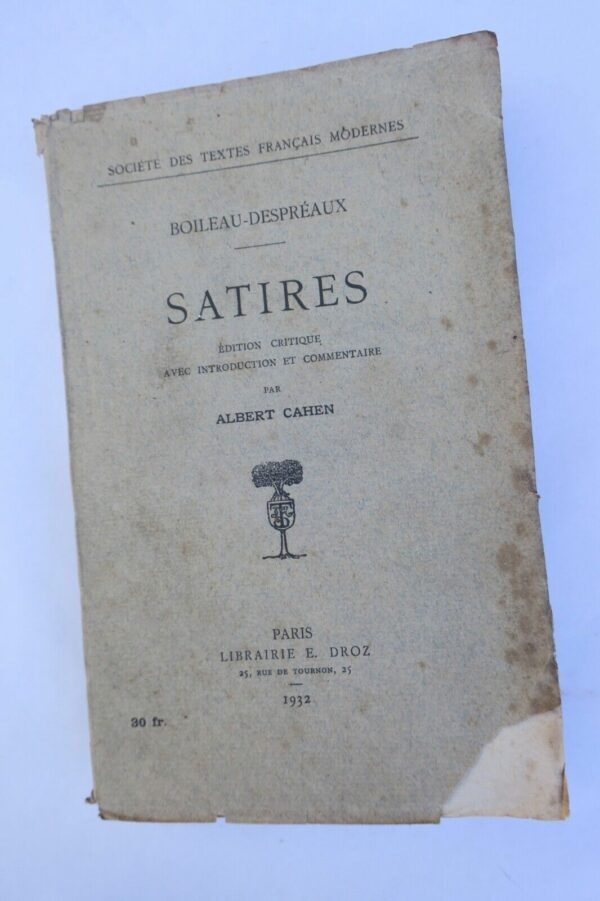 SOCIÉTÉ DES TEXTES FRANÇAIS MODERNES
BOILEAU-DESPRÉAUX
SATIRES
ÉDITION CRITIQUE
AVEC INTRODUCTION ET COMMENTAIRE
PAR
ALBERT CAHEN
PARIS
LIBRAIRIE E. DROZ
25, RUE DE TOURNON, 25
1932
30 fr.